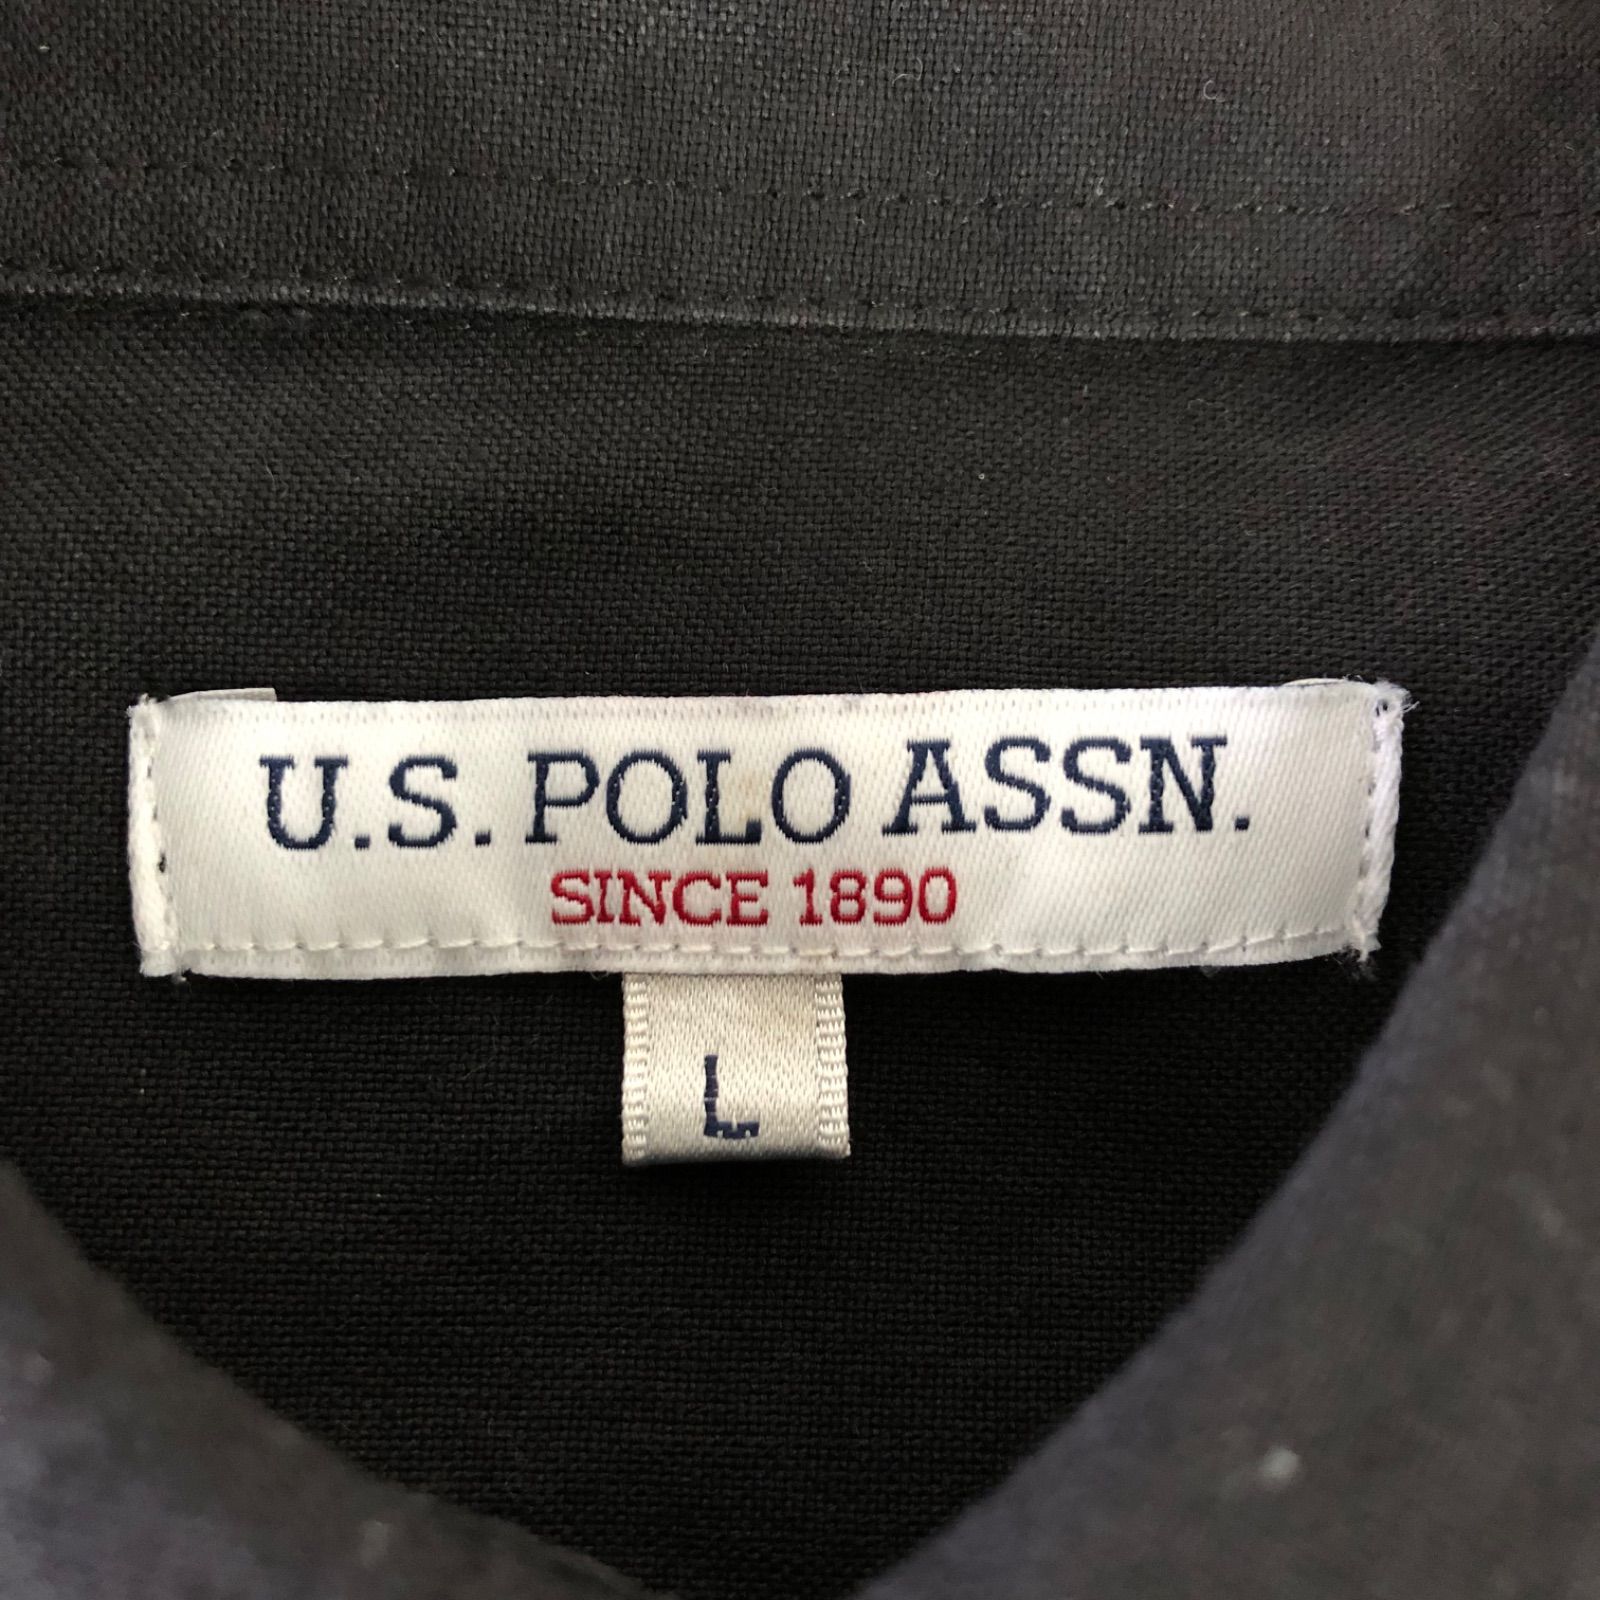 U.S. POLO ASSN.
SINCE 1890
L